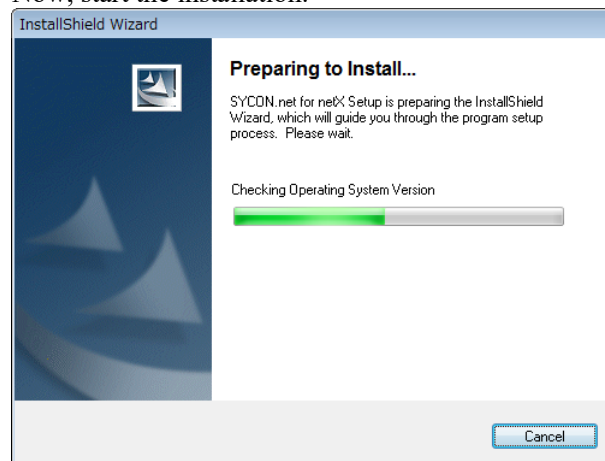 Now, start the installation.
InstallShield Wizard
Preparing to Install...
SYCON.net for netX Setup is preparing the InstallShield
Wizard, which will guide you through the program setup
process.  Please wait.
Checking Operating System Version
Cancel